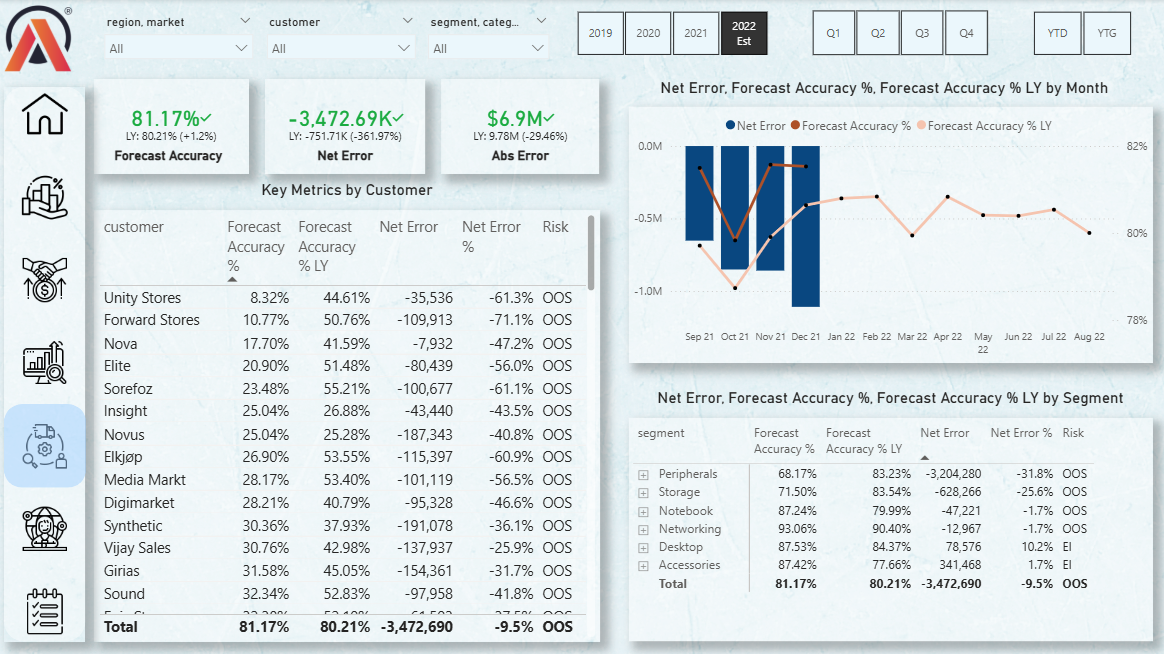 ®
region, market
customer
segment, categ...
All
All
All
2019
2020
2021
2022
Est
Q1
Q2
Q3
Q4
YTD
YTG
81.17%
LY: 80.21% (+1.2%)
Forecast Accuracy
-3,472.69K
LY: -751.71K (-361.97%)
Net Error
$6.9M
LY: 9.78M (-29.46%)
Abs Error
Key Metrics by Customer
customer Forecast Accuracy % Forecast Accuracy % LY Net Error Net Error % Risk
Unity Stores 8.32% 44.61% -35,536 -61.3% OOS
Forward Stores 10.77% 50.76% -109,913 -71.1% OOS
Nova 17.70% 41.59% -7,932 -47.2% OOS
Elite 20.90% 51.48% -80,439 -56.0% OOS
Sorefoz 23.48% 55.21% -100,677 -61.1% OOS
Insight 25.04% 26.88% -43,440 -43.5% OOS
Novus 25.04% 25.28% -187,343 -40.8% OOS
Elkjøp 26.90% 53.55% -115,397 -60.9% OOS
Media Markt 28.17% 53.40% -101,119 -56.5% OOS
Digimarket 28.21% 40.79% -95,328 -46.6% OOS
Synthetic 30.36% 37.93% -191,078 -36.1% OOS
Vijay Sales 30.76% 42.98% -137,937 -25.9% OOS
Girias 31.58% 45.05% -154,361 -31.7% OOS
Sound 32.34% 52.83% -97,958 -41.8% OOS
Total 81.17% 80.21% -3,472,690 -9.5% OOS
Net Error, Forecast Accuracy %, Forecast Accuracy % LY by Month
Net Error Forecast Accuracy % Forecast Accuracy % LY
0.0M
-0.5M
-1.0M
82%
80%
78%
Sep 21 Oct 21 Nov 21 Dec 21 Jan 22 Feb 22 Mar 22 Apr 22 May 22 Jun 22 Jul 22 Aug 22
Net Error, Forecast Accuracy %, Forecast Accuracy % LY by Segment
segment Forecast Accuracy % Forecast Accuracy % LY Net Error Net Error % Risk
Peripherals 68.17% 83.23% -3,204,280 -31.8% OOS
Storage 71.50% 83.54% -628,266 -25.6% OOS
Notebook 87.24% 79.99% -47,221 -1.7% OOS
Networking 93.06% 90.40% -12,967 -1.7% OOS
Desktop 87.53% 84.37% 78,576 10.2% EI
Accessories 87.42% 77.66% 341,468 1.7% EI
Total 81.17% 80.21% -3,472,690 -9.5% OOS